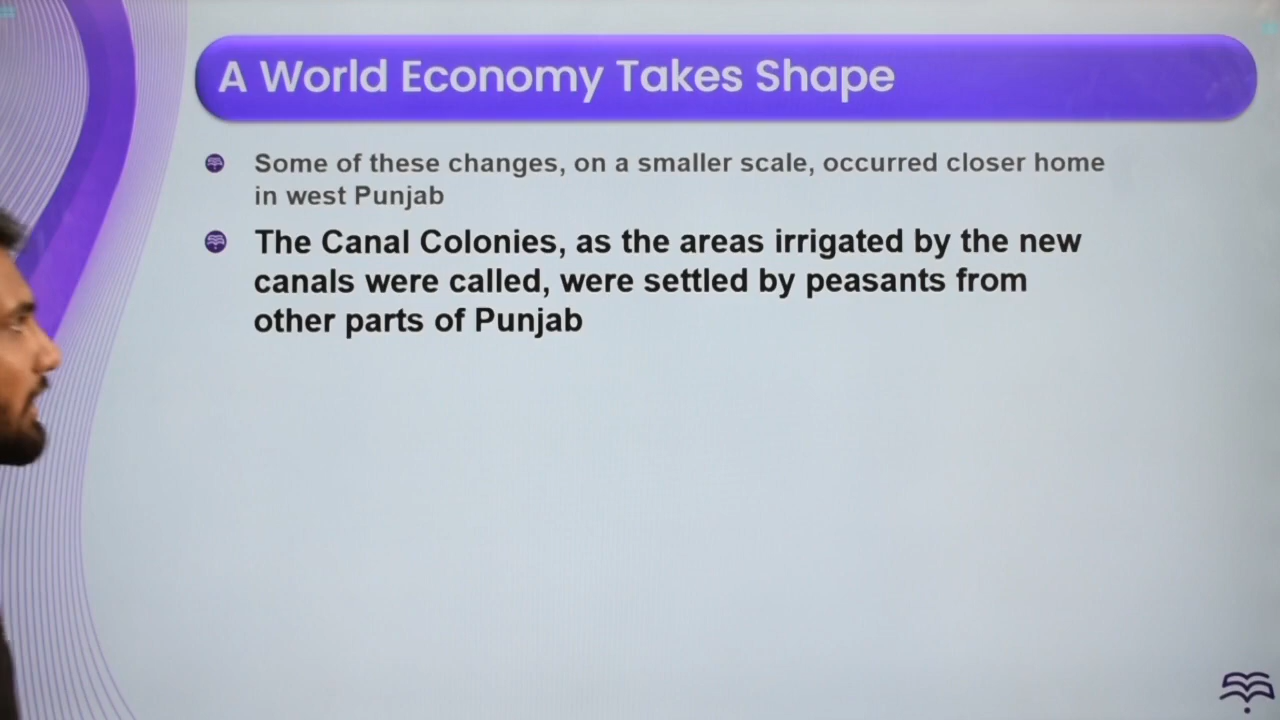 A World Economy Takes Shape
Some of these changes, on a smaller scale, occurred closer home
in west Punjab
The Canal Colonies, as the areas irrigated by the new
canals were called, were settled by peasants from
other parts of Punjab